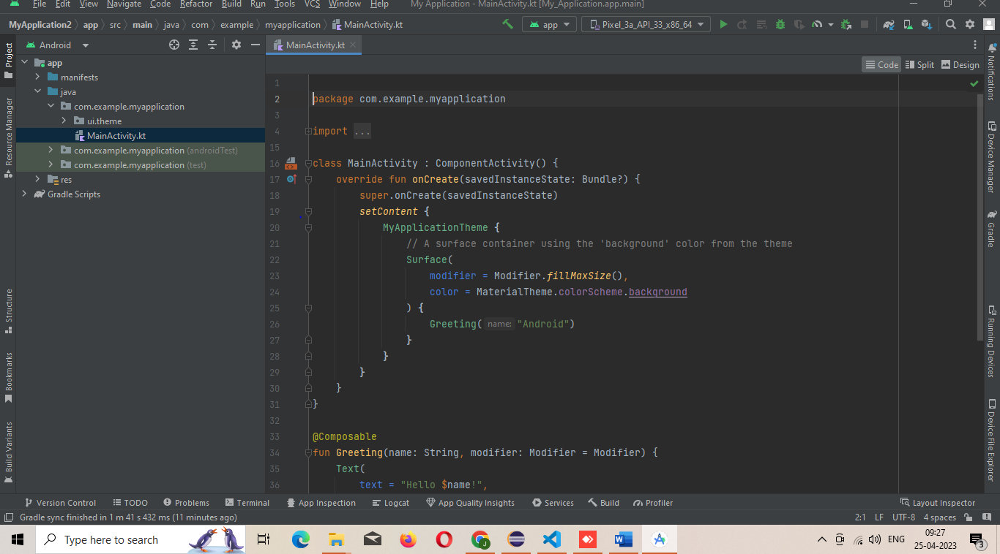 File Edit View Navigate Code Refactor Build Run Tools VCS Window Help My Application - MainActivity.kt [My_Application.app.main]
MyApplication2 app src main java com example myapplication MainActivity.kt app Pixel_3a_API_33_x86_64
Project
Android
MainActivity.kt
Notifications
Code Split Design
app
manifests
java
com.example.myapplication
ui.theme
MainActivity.kt
com.example.myapplication (androidTest)
com.example.myapplication (test)
res
Gradle Scripts
Resource Manager
Structure
Bookmarks
Build Variants
1
2 package com.example.myapplication
3
4 import ...
15
16 class MainActivity : ComponentActivity() {
17 override fun onCreate(savedInstanceState: Bundle?) {
18 super.onCreate(savedInstanceState)
19 setContent {
20 MyApplicationTheme {
21 // A surface container using the 'background' color from the theme
22 Surface(
23 modifier = Modifier.fillMaxSize(),
24 color = MaterialTheme.colorScheme.background
25 ) {
26 Greeting( name: "Android")
27 }
28 }
29 }
30 }
31 }
32
33 @Composable
34 fun Greeting(name: String, modifier: Modifier = Modifier) {
35 Text(
36 text = "Hello $name!",
Device Manager
Gradle
Running Devices
Device File Explorer
Version Control TODO Problems Terminal App Inspection Logcat App Quality Insights Services Build Profiler Layout Inspector
Gradle sync finished in 1 m 41 s 432 ms (11 minutes ago) 2:1 LF UTF-8 4 spaces
Type here to search
J
W
ENG
09:27
25-04-2023
3